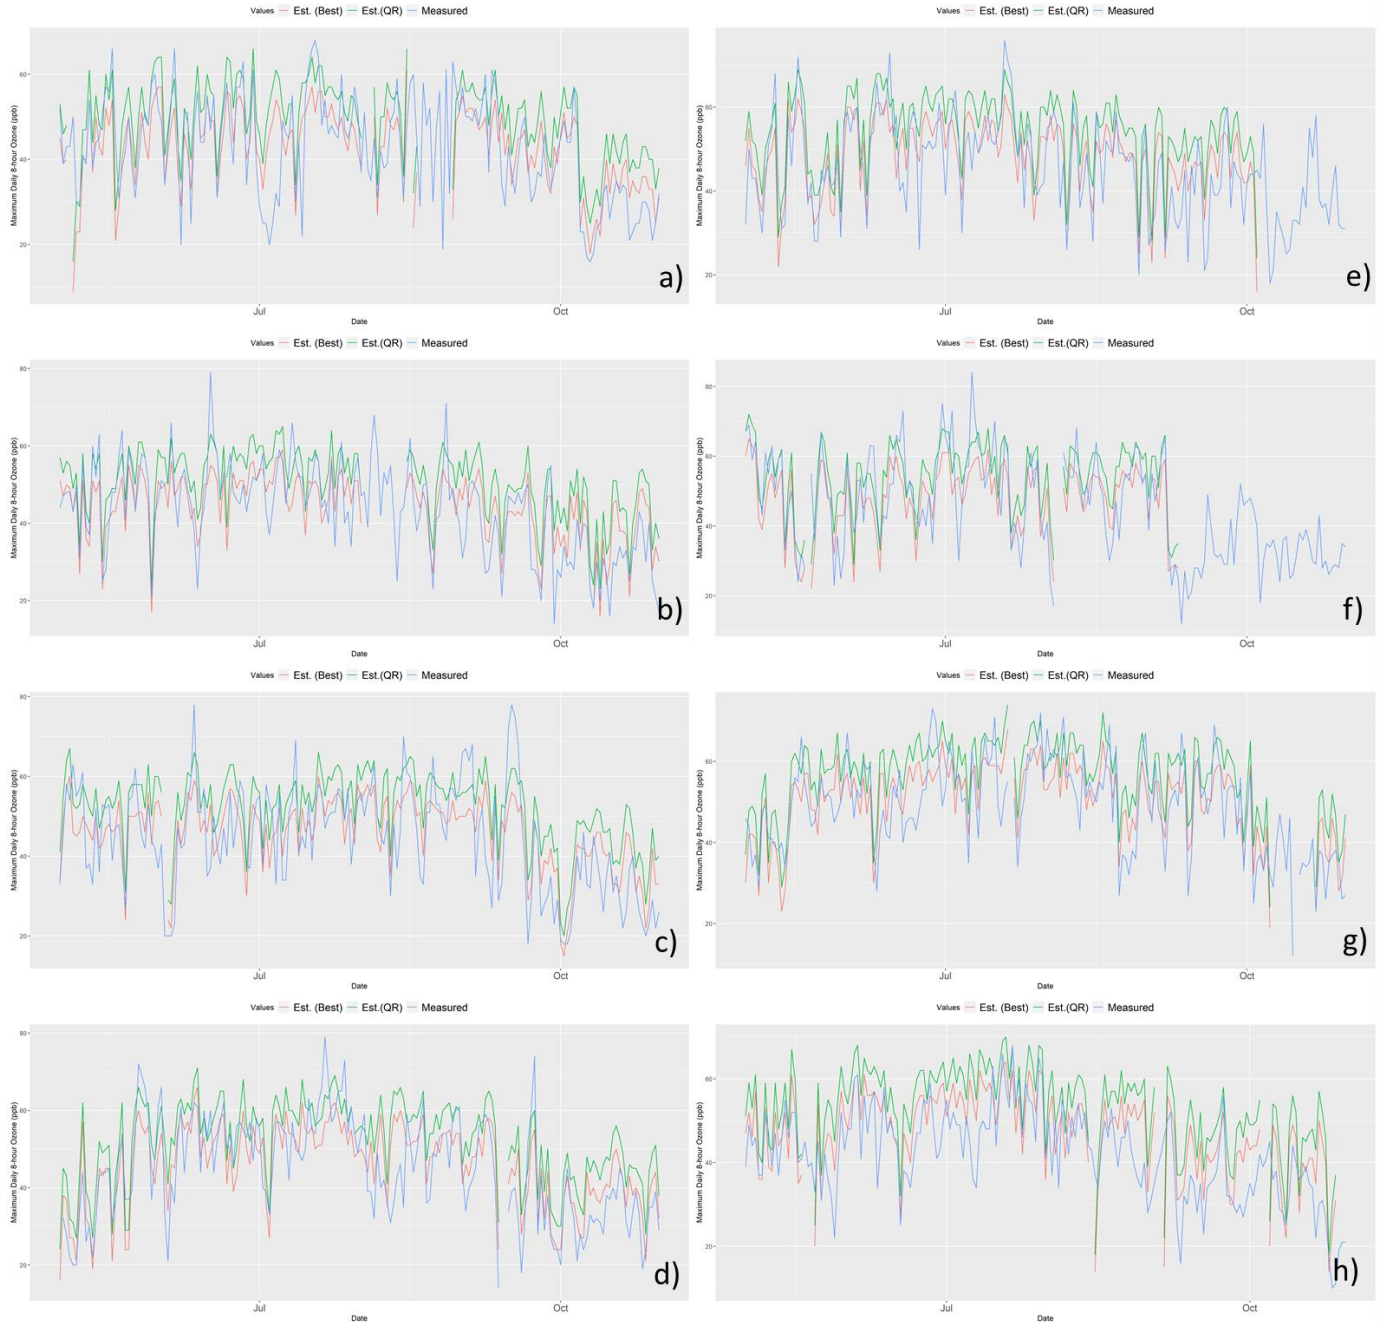 Values Est. (Best) Est.(QR) Measured
Maximum Daily 8-hour Ozone (ppb)
60
40
20
Jul Oct
Date
a)
Values Est. (Best) Est.(QR) Measured
Maximum Daily 8-hour Ozone (ppb)
80
60
40
20
Jul Oct
Date
b)
Values Est. (Best) Est.(QR) Measured
Maximum Daily 8-hour Ozone (ppb)
80
60
40
20
Jul Oct
Date
c)
Values Est. (Best) Est.(QR) Measured
Maximum Daily 8-hour Ozone (ppb)
80
60
40
20
Jul Oct
Date
d)
Values Est. (Best) Est.(QR) Measured
Maximum Daily 8-hour Ozone (ppb)
60
40
20
Jul Oct
Date
e)
Values Est. (Best) Est.(QR) Measured
Maximum Daily 8-hour Ozone (ppb)
80
60
40
20
Jul Oct
Date
f)
Values Est. (Best) Est.(QR) Measured
Maximum Daily 8-hour Ozone (ppb)
60
40
20
Jul Oct
Date
g)
Values Est. (Best) Est.(QR) Measured
Maximum Daily 8-hour Ozone (ppb)
60
40
20
Jul Oct
Date
h)